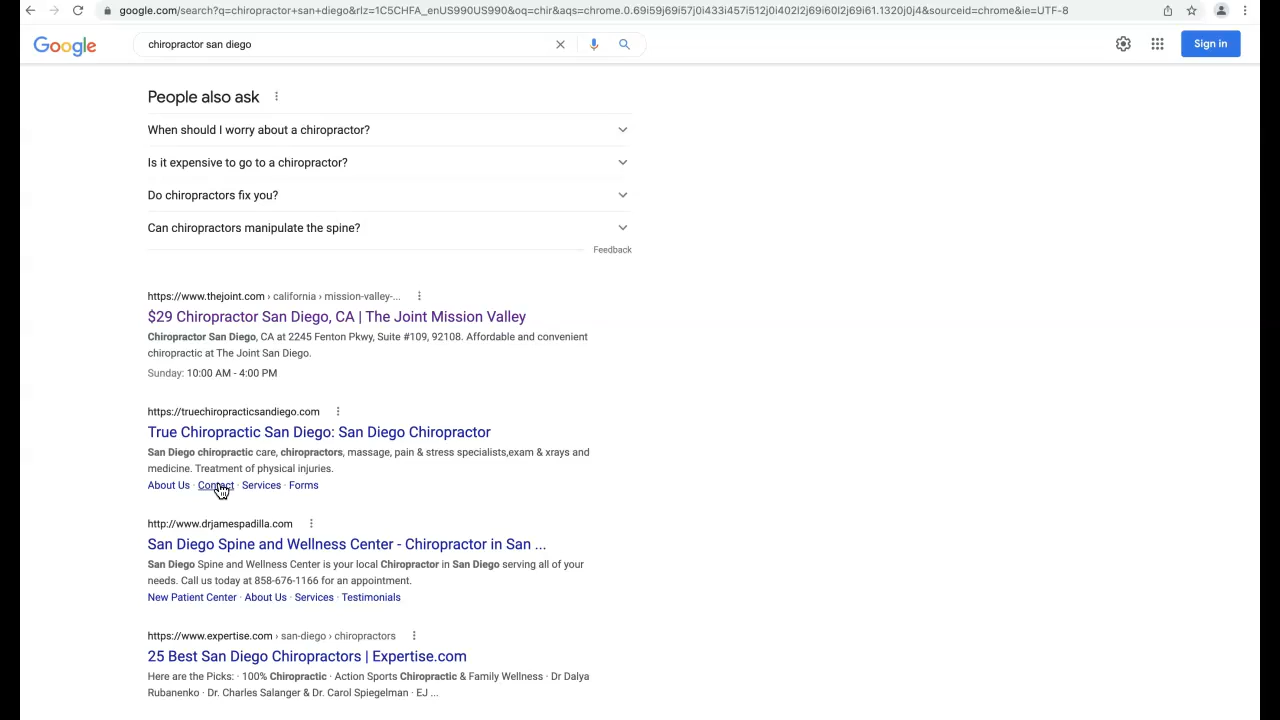 google.com/search?q=chiropractor+san+diego&rlz=1C5CHFA_enUS990US990&oq=chir&aqs=chrome.0.69i59j69i57j0i433i457i512j0i402l2j69i60l2j69i61.1320j0j4&sourceid=chrome&ie=UTF-8
Google
chiropractor san diego
Sign in
People also ask
When should I worry about a chiropractor?
Is it expensive to go to a chiropractor?
Do chiropractors fix you?
Can chiropractors manipulate the spine?
Feedback
https://www.thejoint.com › california › mission-valley-...
$29 Chiropractor San Diego, CA | The Joint Mission Valley
Chiropractor San Diego, CA at 2245 Fenton Pkwy, Suite #109, 92108. Affordable and convenient
chiropractic at The Joint San Diego.
Sunday: 10:00 AM - 4:00 PM
https://truechiropracticsandiego.com
True Chiropractic San Diego: San Diego Chiropractor
San Diego chiropractic care, chiropractors, massage, pain & stress specialists,exam & xrays and
medicine. Treatment of physical injuries.
About Us · Contact · Services · Forms
http://www.drjamespadilla.com
San Diego Spine and Wellness Center - Chiropractor in San ...
San Diego Spine and Wellness Center is your local Chiropractor in San Diego serving all of your
needs. Call us today at 858-676-1166 for an appointment.
New Patient Center · About Us · Services · Testimonials
https://www.expertise.com › san-diego › chiropractors
25 Best San Diego Chiropractors | Expertise.com
Here are the Picks: · 100% Chiropractic · Action Sports Chiropractic & Family Wellness · Dr Dalya
Rubanenko · Dr. Charles Salanger & Dr. Carol Spiegelman · EJ ...